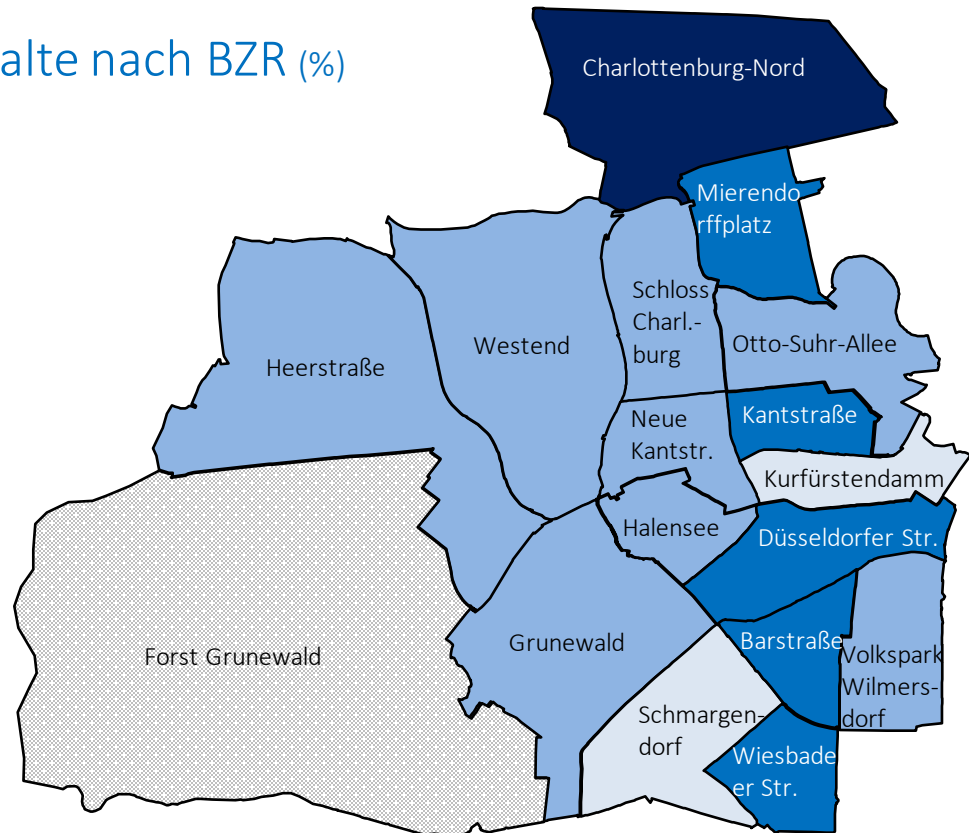 alte nach BZR (%)
Charlottenburg-Nord
Mierendo
rffplatz
Schloss
Charl.-
burg
Otto-Suhr-Allee
Westend
Heerstraße
Neue
Kantstr.
Kantstraße
Kurfürstendamm
Halensee
Düsseldorfer Str.
Grunewald
Barstraße
Forst Grunewald
Volkspark
Wilmers-
dorf
Schmargen-
dorf
Wiesbade
er Str.